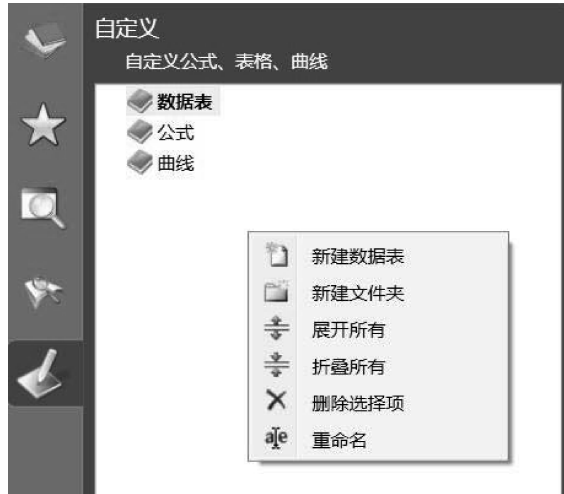 自定义
自定义公式、表格、曲线
数据表
公式
曲线
新建数据表
新建文件夹
展开所有
折叠所有
删除选择项
重命名